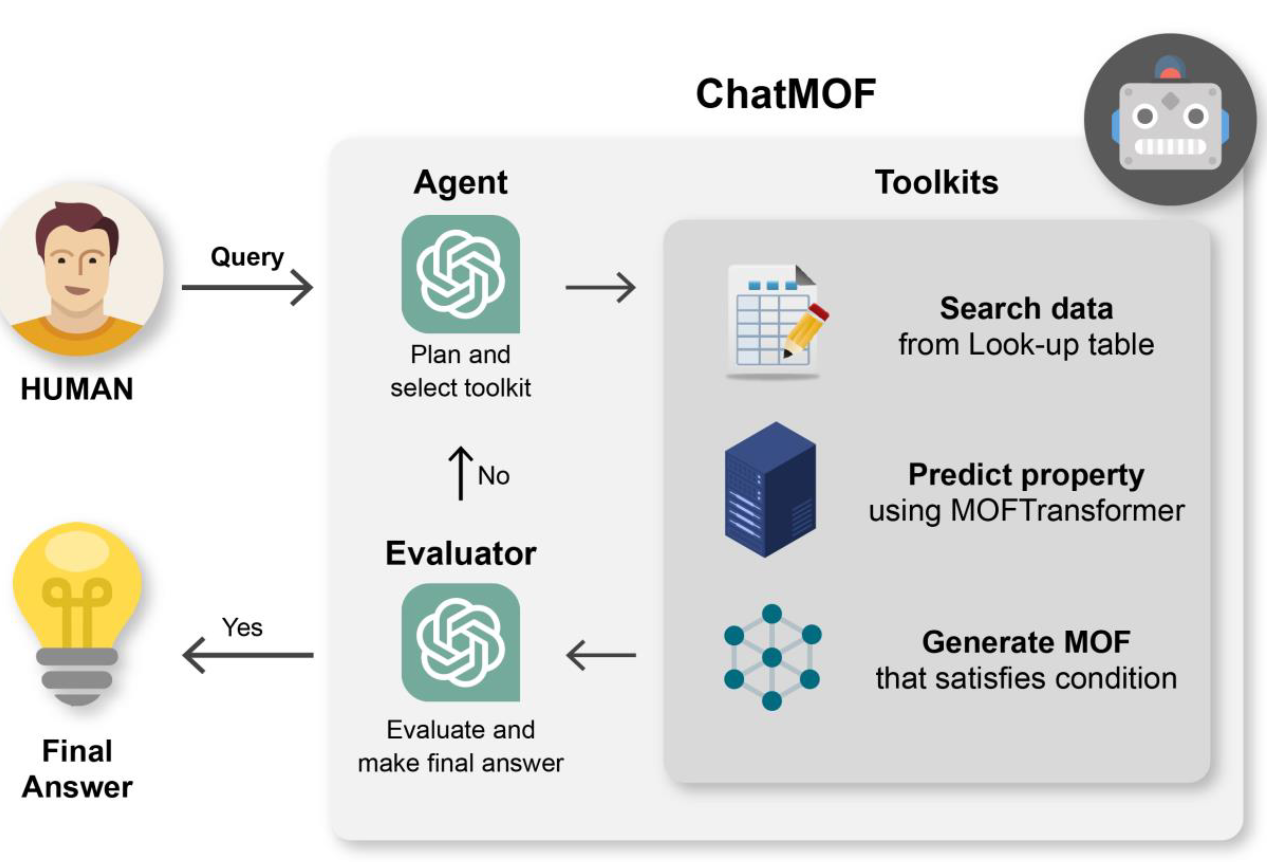 ChatMOF
Agent
Toolkits
Query
HUMAN
Plan and
select toolkit
Search data
from Look-up table
No
Predict property
using MOFTransformer
Evaluator
Yes
Evaluate and
make final answer
Generate MOF
that satisfies condition
Final
Answer